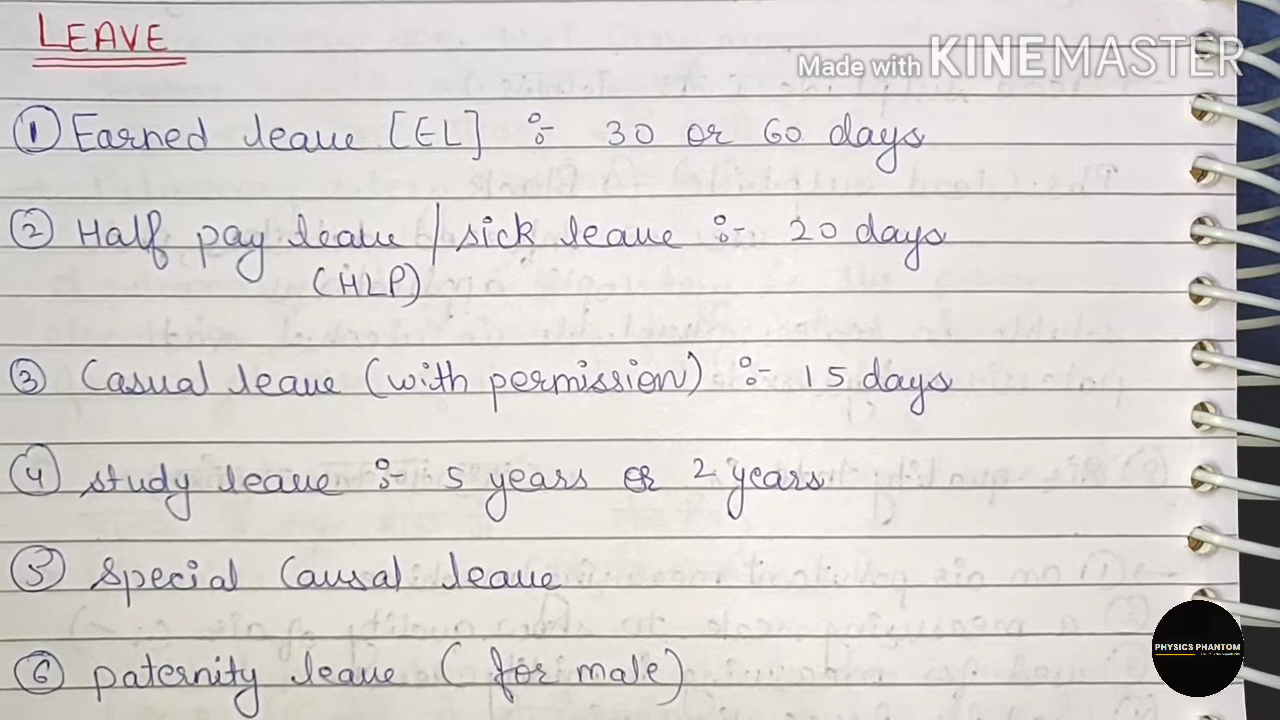 LEAVE
Made with KINEMASTER
① Earned leave [EL] :- 30 or 60 days
② Half pay leave / sick leave :- 20 days
(HLP)
③ Casual leave (with permission) :- 15 days
④ study leave :- 5 years or 2 years
⑤ special Causal leave
⑥ paternity leave (for male)
PHYSICS PHANTOM